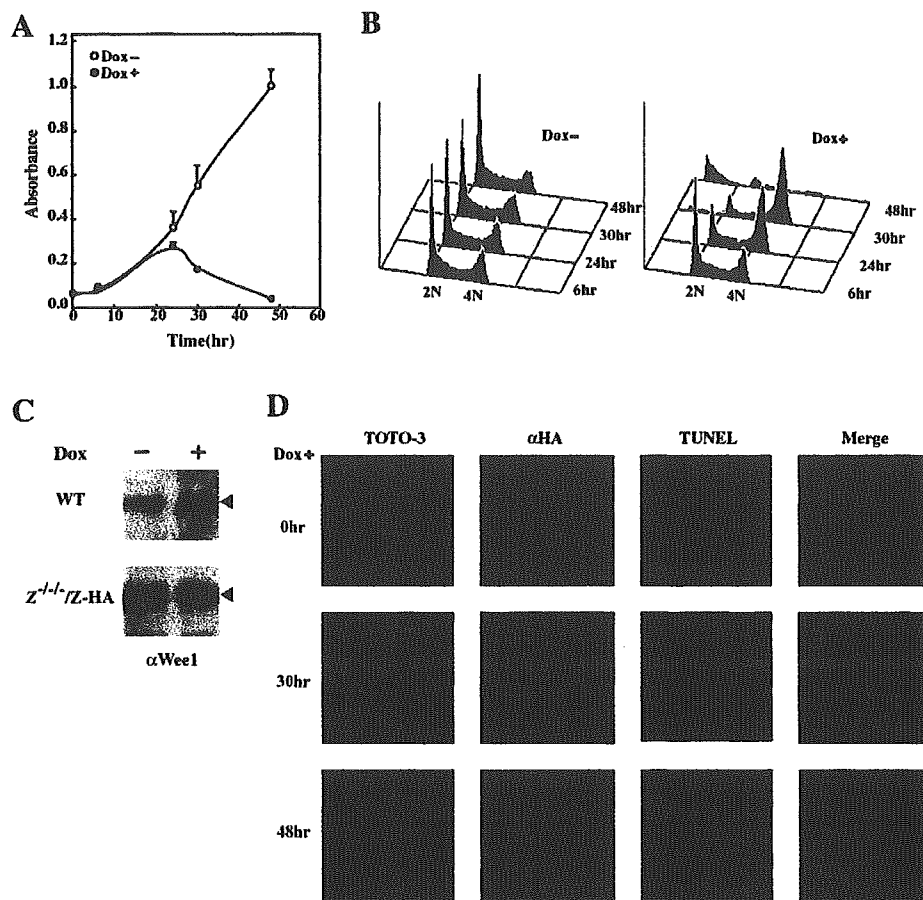 A
1.2
1.0
0.8
0.6
0.4
0.2
0.0
Absorbance
Dox−
Dox+
0 10 20 30 40 50 60
Time(hr)
B
Dox−
48hr
30hr
24hr
6hr
2N 4N
Dox+
48hr
30hr
24hr
6hr
2N 4N
C
Dox − +
WT
Z-/-/-/Z-HA
αWee1
D
TOTO-3 αHA TUNEL Merge
Dox+
0hr
30hr
48hr